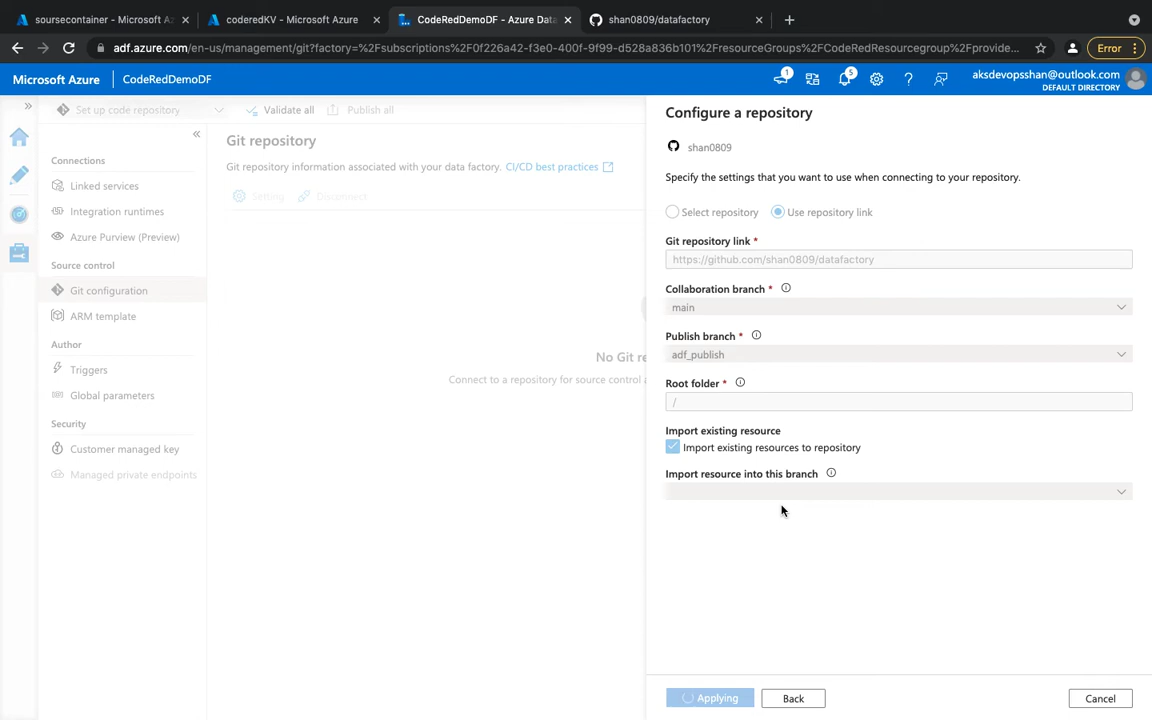 soursecontainer - Microsoft Az
coderedKV - Microsoft Azure
CodeRedDemoDF - Azure Data
shan0809/datafactory
adf.azure.com/en-us/management/git?factory=%2Fsubscriptions%2F0f226a42-f3e0-400f-9f99-d528a836b101%2FresourceGroups%2FCodeRedResourcegroup%2Fprovide...
Error
Microsoft Azure
CodeRedDemoDF
1
5
aksdevopsshan@outlook.com
DEFAULT DIRECTORY
Set up code repository
Validate all
Publish all
Connections
Linked services
Integration runtimes
Azure Purview (Preview)
Source control
Git configuration
ARM template
Author
Triggers
Global parameters
Security
Customer managed key
Managed private endpoints
Git repository
Git repository information associated with your data factory. CI/CD best practices
Setting
Disconnect
No Git re
Connect to a repository for source control a
Configure a repository
shan0809
Specify the settings that you want to use when connecting to your repository.
Select repository
Use repository link
Git repository link *
https://github.com/shan0809/datafactory
Collaboration branch *
main
Publish branch *
adf_publish
Root folder *
/
Import existing resource
Import existing resources to repository
Import resource into this branch
Applying
Back
Cancel